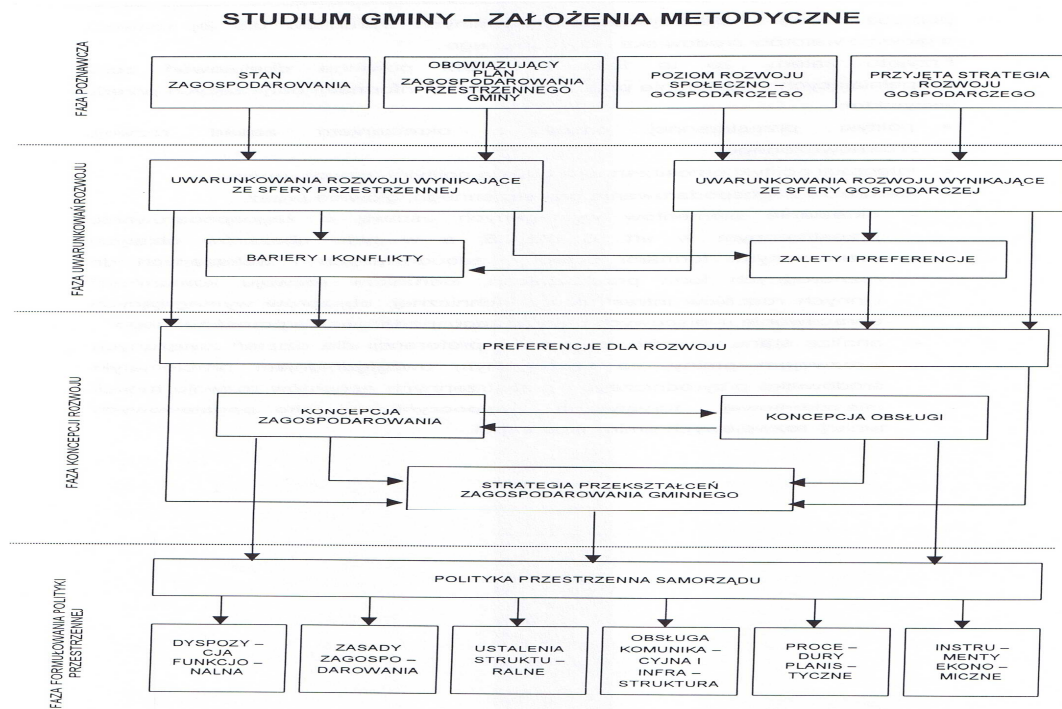 STUDIUM GMINY – ZAŁOŻENIA METODYCZNE
FAZA POZNAWCZA
STAN
ZAGOSPODAROWANIA
OBOWIĄZUJĄCY
PLAN
ZAGOSPODAROWANIA
PRZESTRZENNEGO
GMINY
POZIOM ROZWOJU
SPOŁECZNO –
GOSPODARCZEGO
PRZYJĘTA STRATEGIA
ROZWOJU
GOSPODARCZEGO
FAZA UWARUNKOWAŃ ROZWOJU
UWARUNKOWANIA ROZWOJU WYNIKAJĄCE
ZE SFERY PRZESTRZENNEJ
UWARUNKOWANIA ROZWOJU WYNIKAJĄCE
ZE SFERY GOSPODARCZEJ
BARIERY I KONFLIKTY
ZALETY I PREFERENCJE
FAZA KONCEPCJI ROZWOJU
PREFERENCJE DLA ROZWOJU
KONCEPCJA
ZAGOSPODAROWANIA
KONCEPCJA OBSŁUGI
STRATEGIA PRZEKSZTAŁCEŃ
ZAGOSPODAROWANIA GMINNEGO
FAZA FORMUŁOWANIA POLITYKI
PRZESTRZENNEJ
POLITYKA PRZESTRZENNA SAMORZĄDU
DYSPOZY –
CJA
FUNKCJO –
NALNA
ZASADY
ZAGOSPO –
DAROWANIA
USTALENIA
STRUKTU –
RALNE
OBSŁUGA
KOMUNIKA –
CYJNA I
INFRA –
STRUKTURA
PROCE –
DURY
PLANIS –
TYCZNE
INSTRU –
MENTY
EKONO –
MICZNE